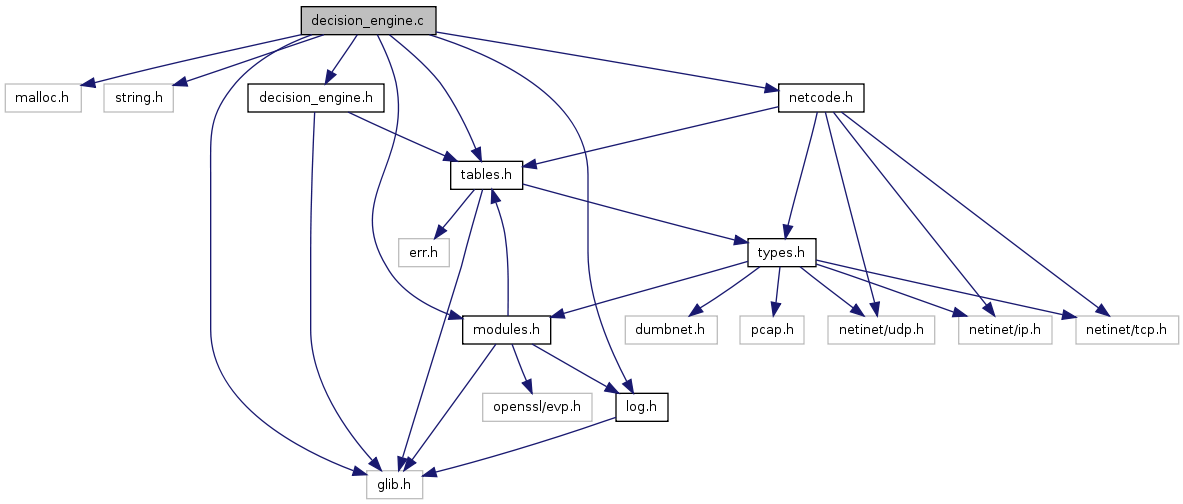 decision_engine.c
malloc.h
string.h
decision_engine.h
netcode.h
tables.h
err.h
types.h
modules.h
dumbnet.h
pcap.h
netinet/udp.h
netinet/ip.h
netinet/tcp.h
openssl/evp.h
log.h
glib.h